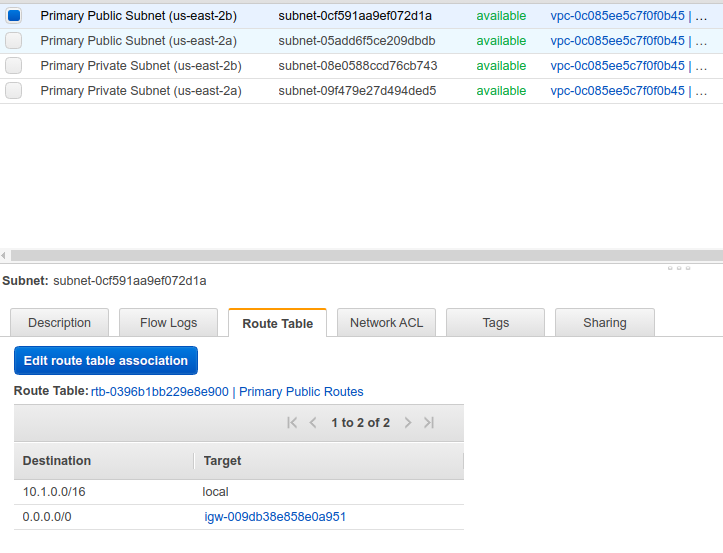 Primary Public Subnet (us-east-2b) subnet-0cf591aa9ef072d1a available vpc-0c085ee5c7f0f0b45 | ...
Primary Public Subnet (us-east-2a) subnet-05add6f5ce209dbdb available vpc-0c085ee5c7f0f0b45 | ...
Primary Private Subnet (us-east-2b) subnet-08e0588ccd76cb743 available vpc-0c085ee5c7f0f0b45 | ...
Primary Private Subnet (us-east-2a) subnet-09f479e27d494ded5 available vpc-0c085ee5c7f0f0b45 | ...
Subnet: subnet-0cf591aa9ef072d1a
Description Flow Logs Route Table Network ACL Tags Sharing
Edit route table association
Route Table: rtb-0396b1bb229e8e900 | Primary Public Routes
1 to 2 of 2
Destination Target
10.1.0.0/16 local
0.0.0.0/0 igw-009db38e858e0a951